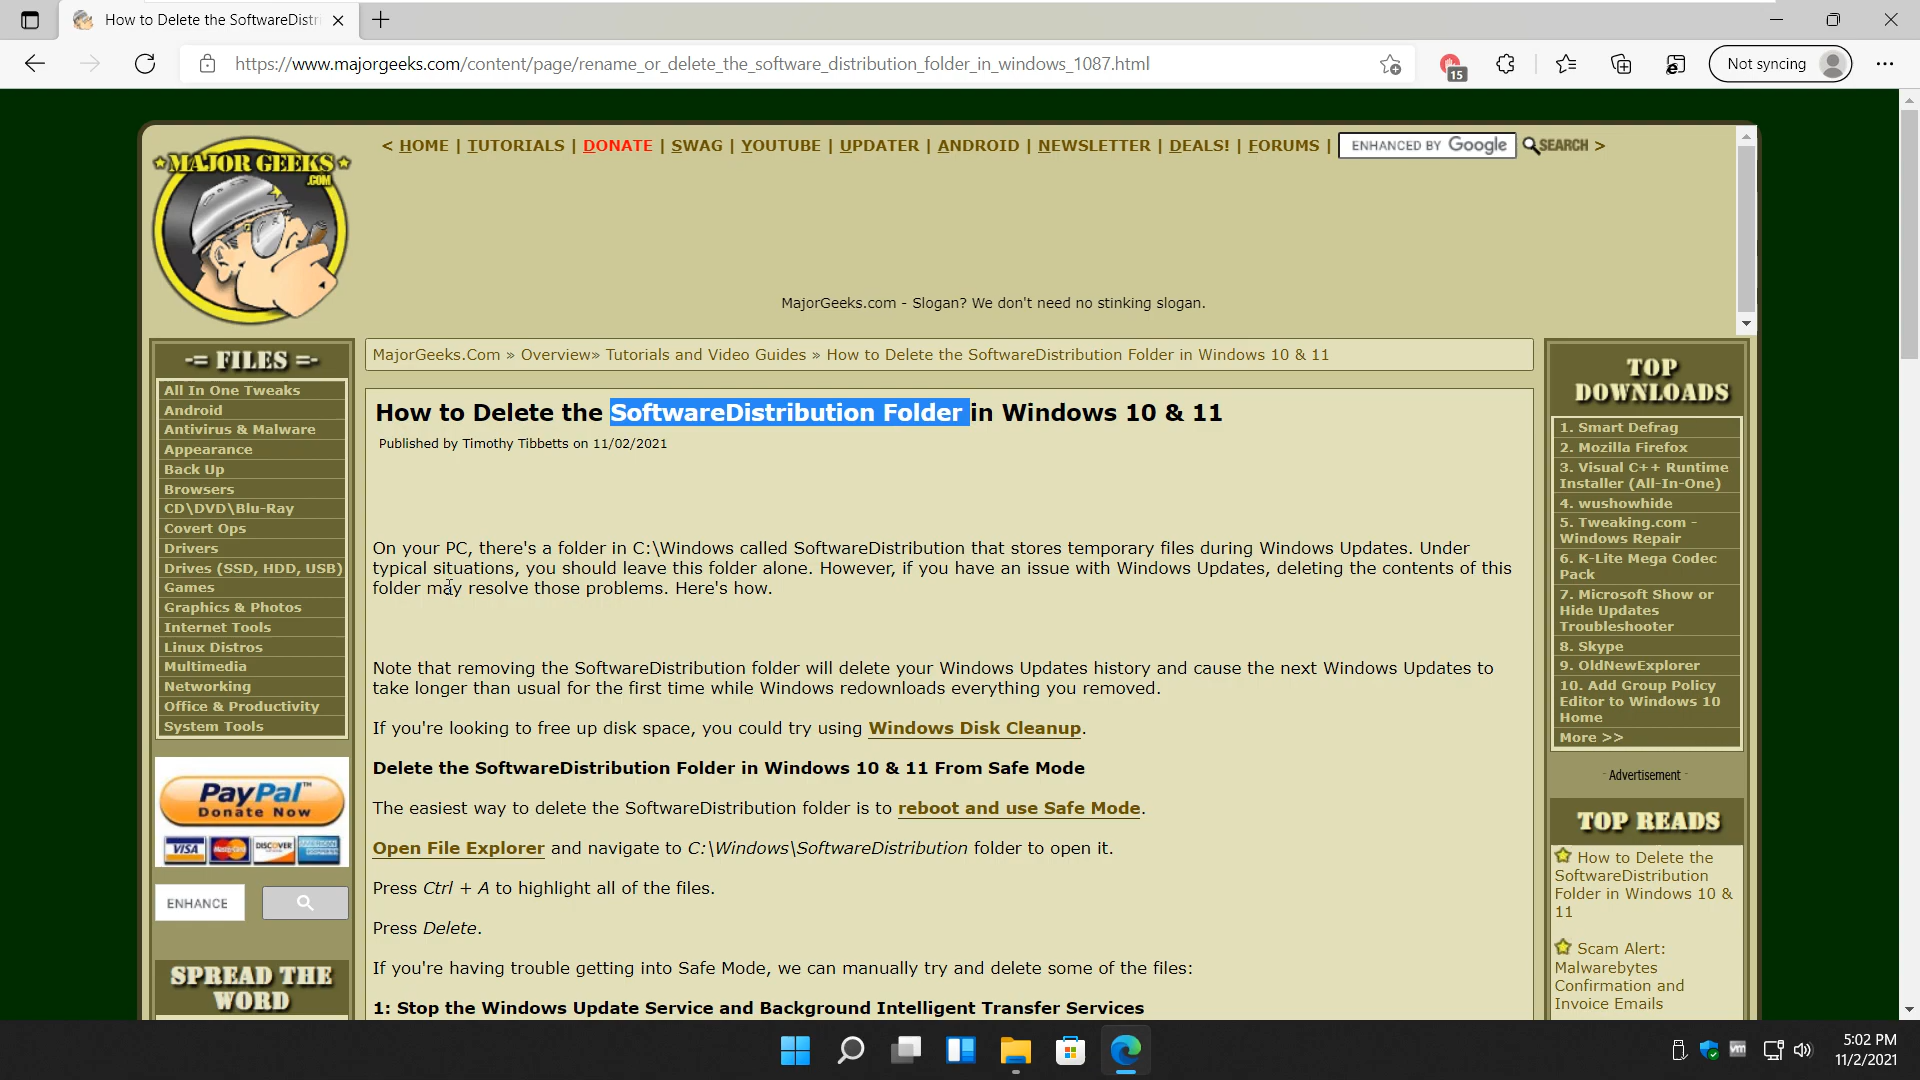 How to Delete the SoftwareDistri
https://www.majorgeeks.com/content/page/rename_or_delete_the_software_distribution_folder_in_windows_1087.html
15
Not syncing
MAJOR GEEKS
.COM
< HOME | TUTORIALS | DONATE | SWAG | YOUTUBE | UPDATER | ANDROID | NEWSLETTER | DEALS! | FORUMS | ENHANCED BY Google SEARCH >
MajorGeeks.com - Slogan? We don't need no stinking slogan.
-= FILES =-
All In One Tweaks
Android
Antivirus & Malware
Appearance
Back Up
Browsers
CD\DVD\Blu-Ray
Covert Ops
Drivers
Drives (SSD, HDD, USB)
Games
Graphics & Photos
Internet Tools
Linux Distros
Multimedia
Networking
Office & Productivity
System Tools
PayPal™
Donate Now
VISA MasterCard DISCOVER AMERICAN EXPRESS
ENHANCE
SPREAD THE
WORD
MajorGeeks.Com » Overview» Tutorials and Video Guides » How to Delete the SoftwareDistribution Folder in Windows 10 & 11
How to Delete the SoftwareDistribution Folder in Windows 10 & 11
Published by Timothy Tibbetts on 11/02/2021
On your PC, there's a folder in C:\Windows called SoftwareDistribution that stores temporary files during Windows Updates. Under
typical situations, you should leave this folder alone. However, if you have an issue with Windows Updates, deleting the contents of this
folder may resolve those problems. Here's how.
Note that removing the SoftwareDistribution folder will delete your Windows Updates history and cause the next Windows Updates to
take longer than usual for the first time while Windows redownloads everything you removed.
If you're looking to free up disk space, you could try using Windows Disk Cleanup.
Delete the SoftwareDistribution Folder in Windows 10 & 11 From Safe Mode
The easiest way to delete the SoftwareDistribution folder is to reboot and use Safe Mode.
Open File Explorer and navigate to C:\Windows\SoftwareDistribution folder to open it.
Press Ctrl + A to highlight all of the files.
Press Delete.
If you're having trouble getting into Safe Mode, we can manually try and delete some of the files:
1: Stop the Windows Update Service and Background Intelligent Transfer Services
TOP
DOWNLOADS
1. Smart Defrag
2. Mozilla Firefox
3. Visual C++ Runtime
Installer (All-In-One)
4. wushowhide
5. Tweaking.com -
Windows Repair
6. K-Lite Mega Codec
Pack
7. Microsoft Show or
Hide Updates
Troubleshooter
8. Skype
9. OldNewExplorer
10. Add Group Policy
Editor to Windows 10
Home
More >>
- Advertisement -
TOP READS
How to Delete the
SoftwareDistribution
Folder in Windows 10 &
11
Scam Alert:
Malwarebytes
Confirmation and
Invoice Emails
5:02 PM
11/2/2021